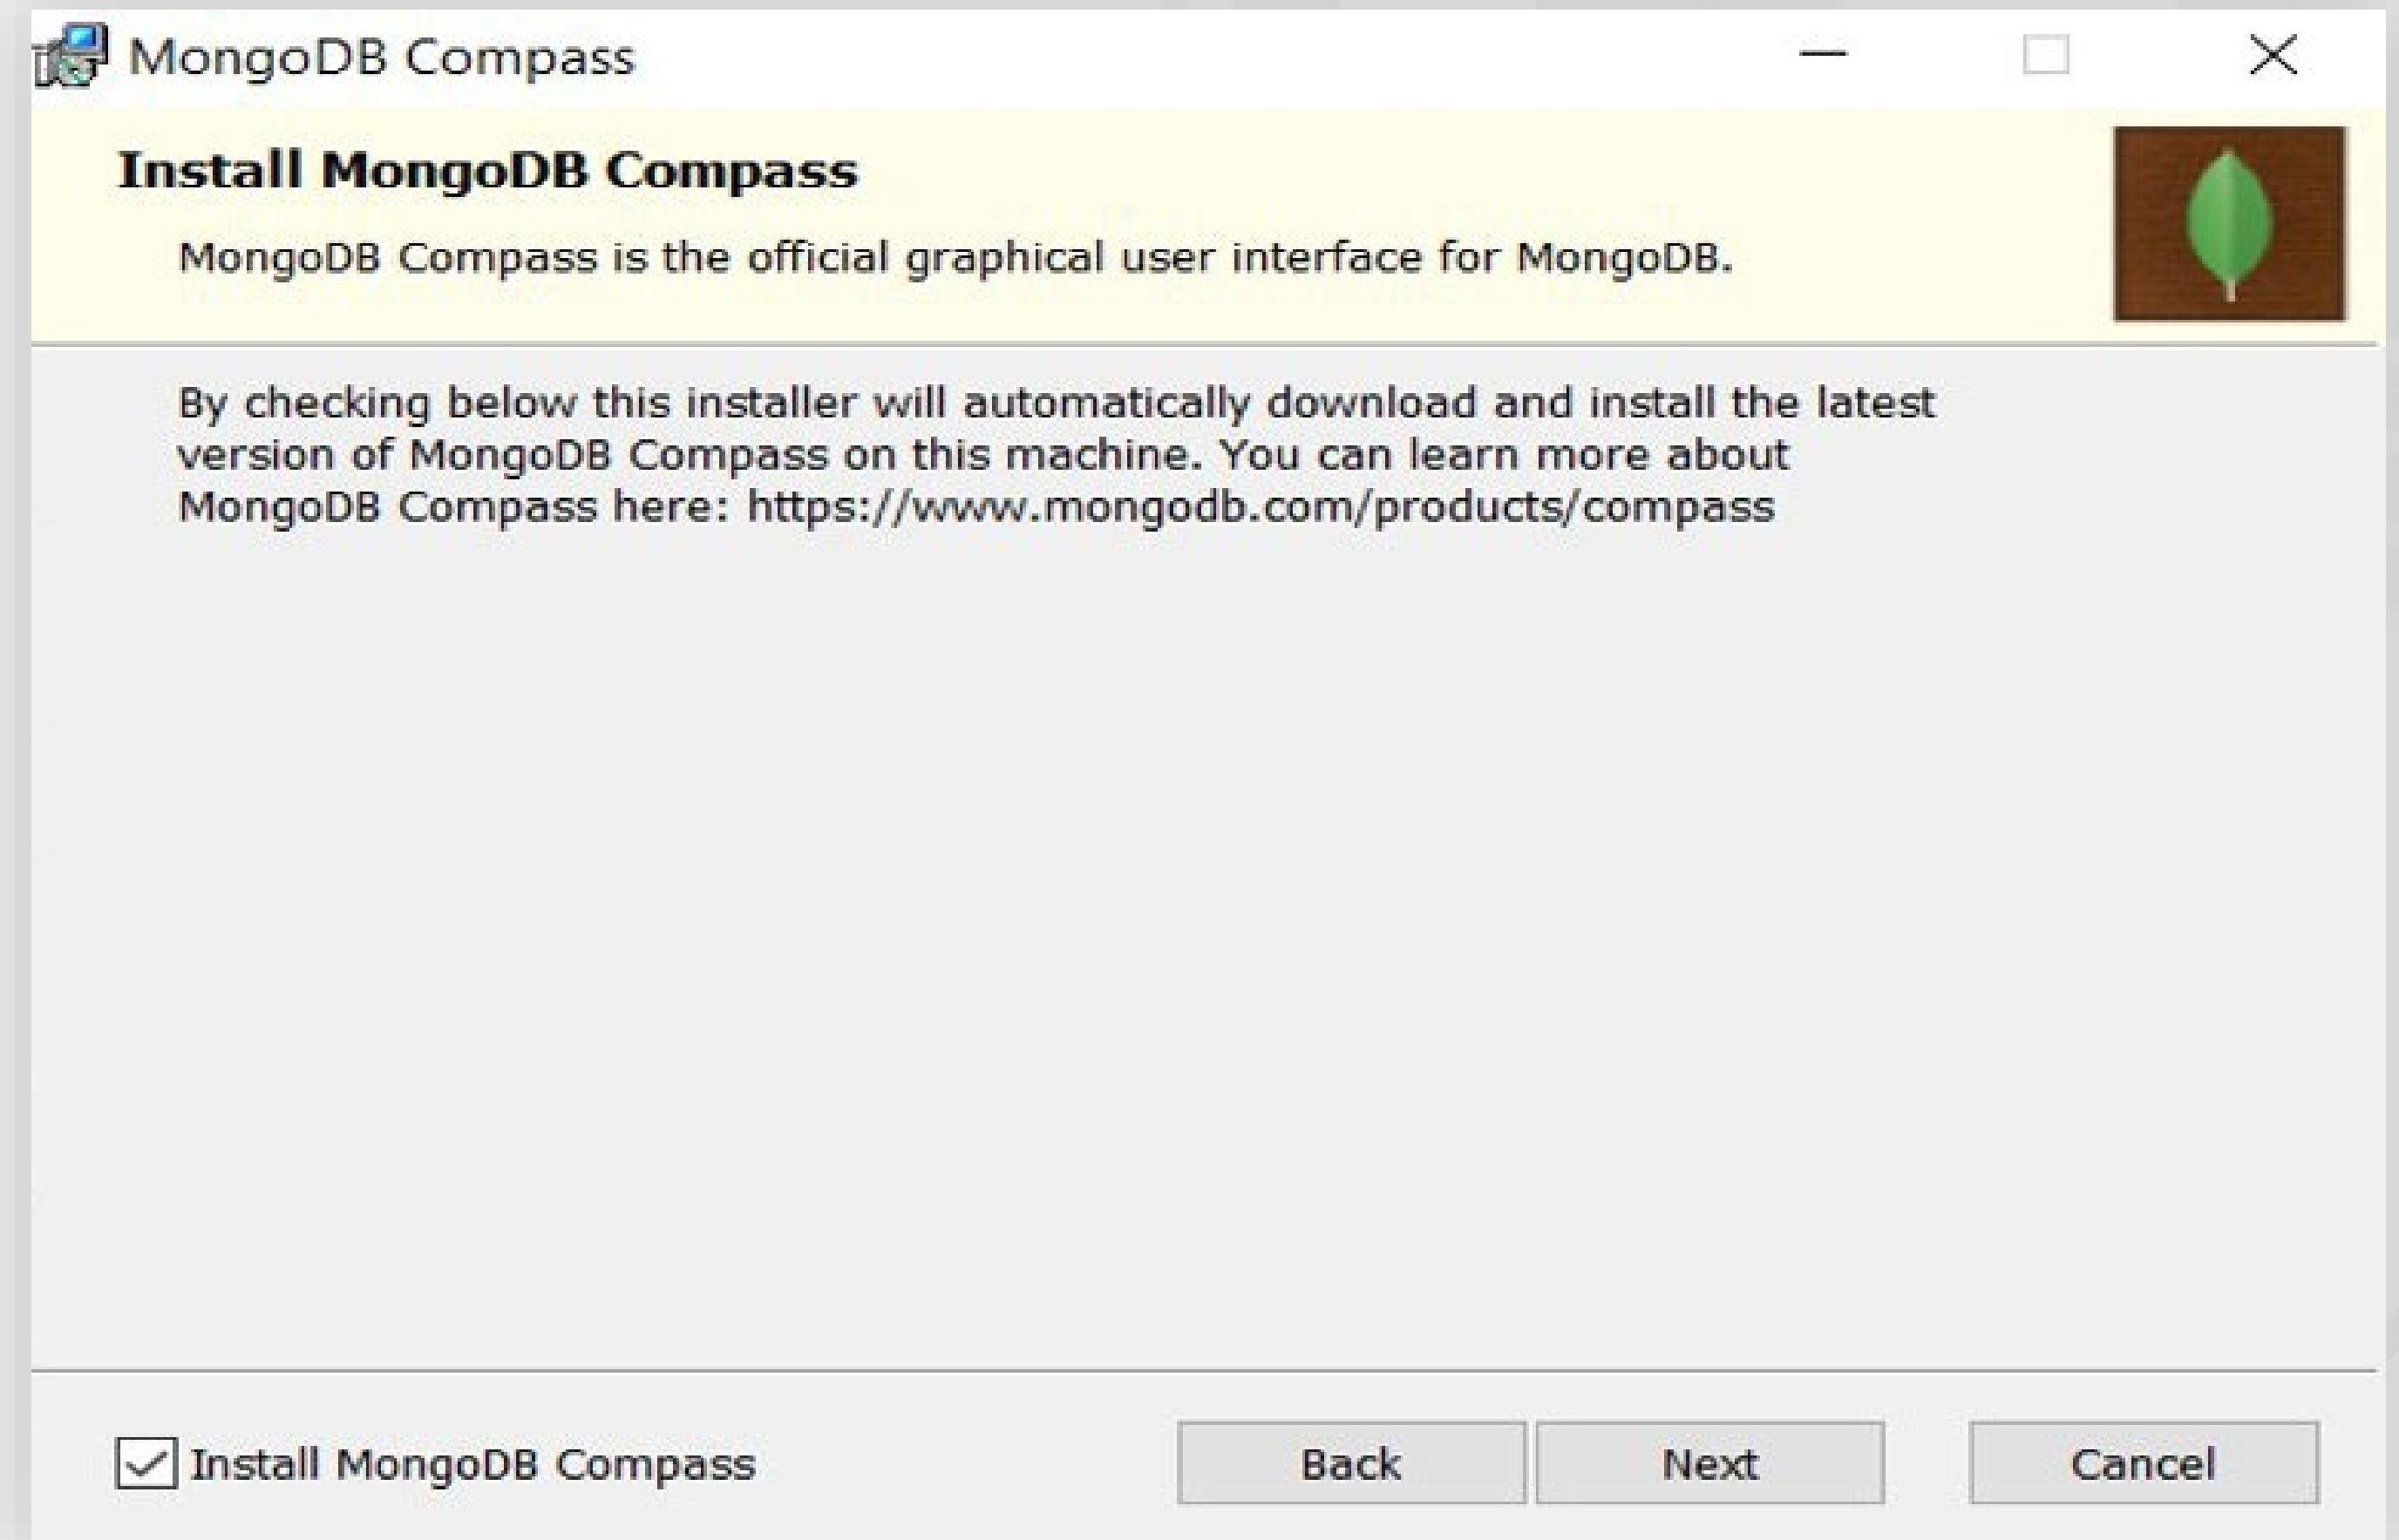 MongoDB Compass
Install MongoDB Compass
MongoDB Compass is the official graphical user interface for MongoDB.
By checking below this installer will automatically download and install the latest
version of MongoDB Compass on this machine. You can learn more about
MongoDB Compass here: https://www.mongodb.com/products/compass
Install MongoDB Compass
Back
Next
Cancel